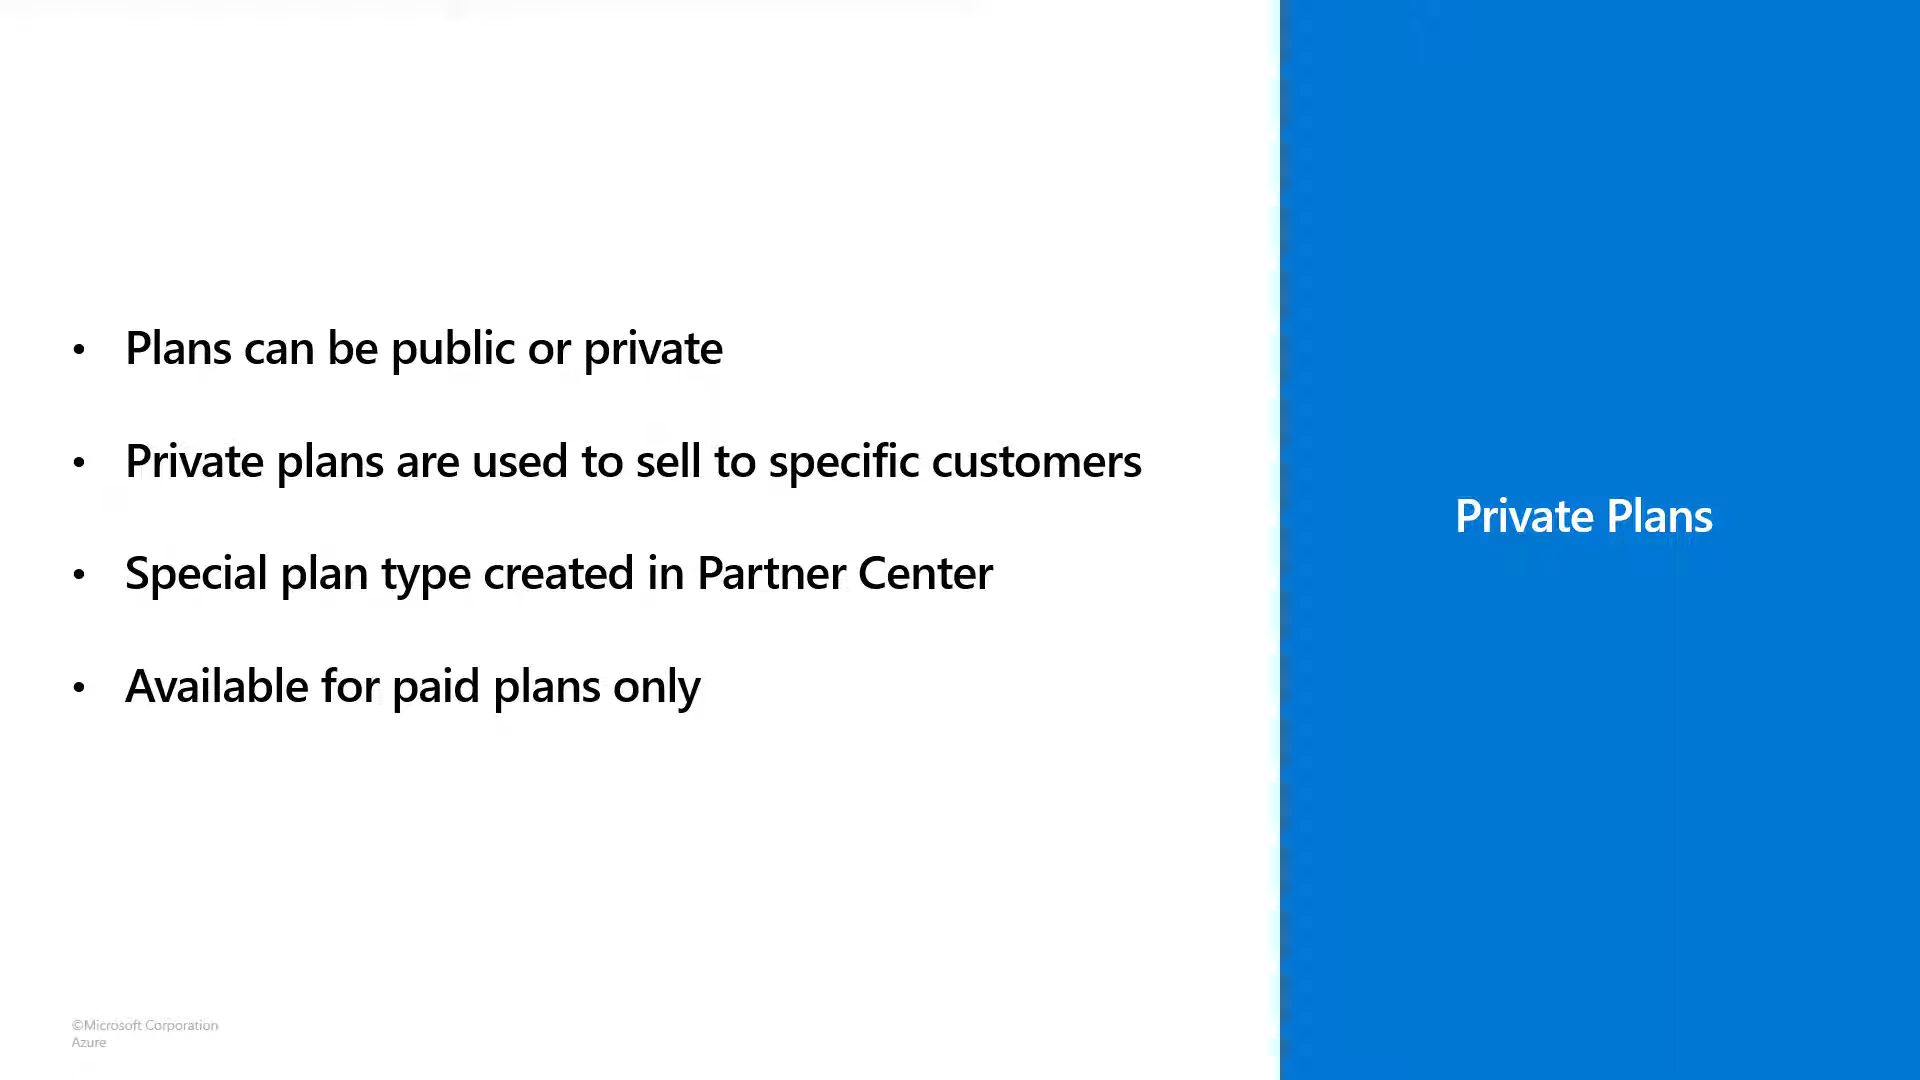 • Plans can be public or private
• Private plans are used to sell to specific customers
• Special plan type created in Partner Center
• Available for paid plans only
Private Plans
©Microsoft Corporation
Azure